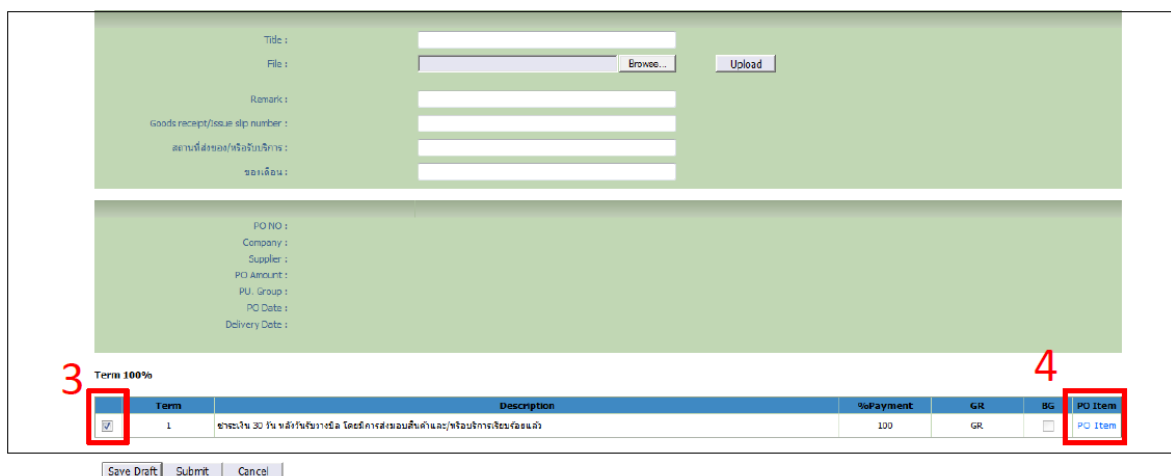 Title :
File : Browse... Upload
Remark :
Goods receipt/Issue slip number :
สถานที่ส่งของ/หรือรับบริการ :
ของเดือน :
PO NO :
Company :
Supplier :
PO Amount :
PU. Group :
PO Date :
Delivery Date :
3 4
Term 100%
Term Description %Payment GR BG PO Item
1 ชำระเงิน 30 วัน หลังวันรับวางบิล โดยมีการส่งมอบสินค้าและ/หรือบริการเรียบร้อยแล้ว 100 GR PO Item
Save Draft Submit Cancel